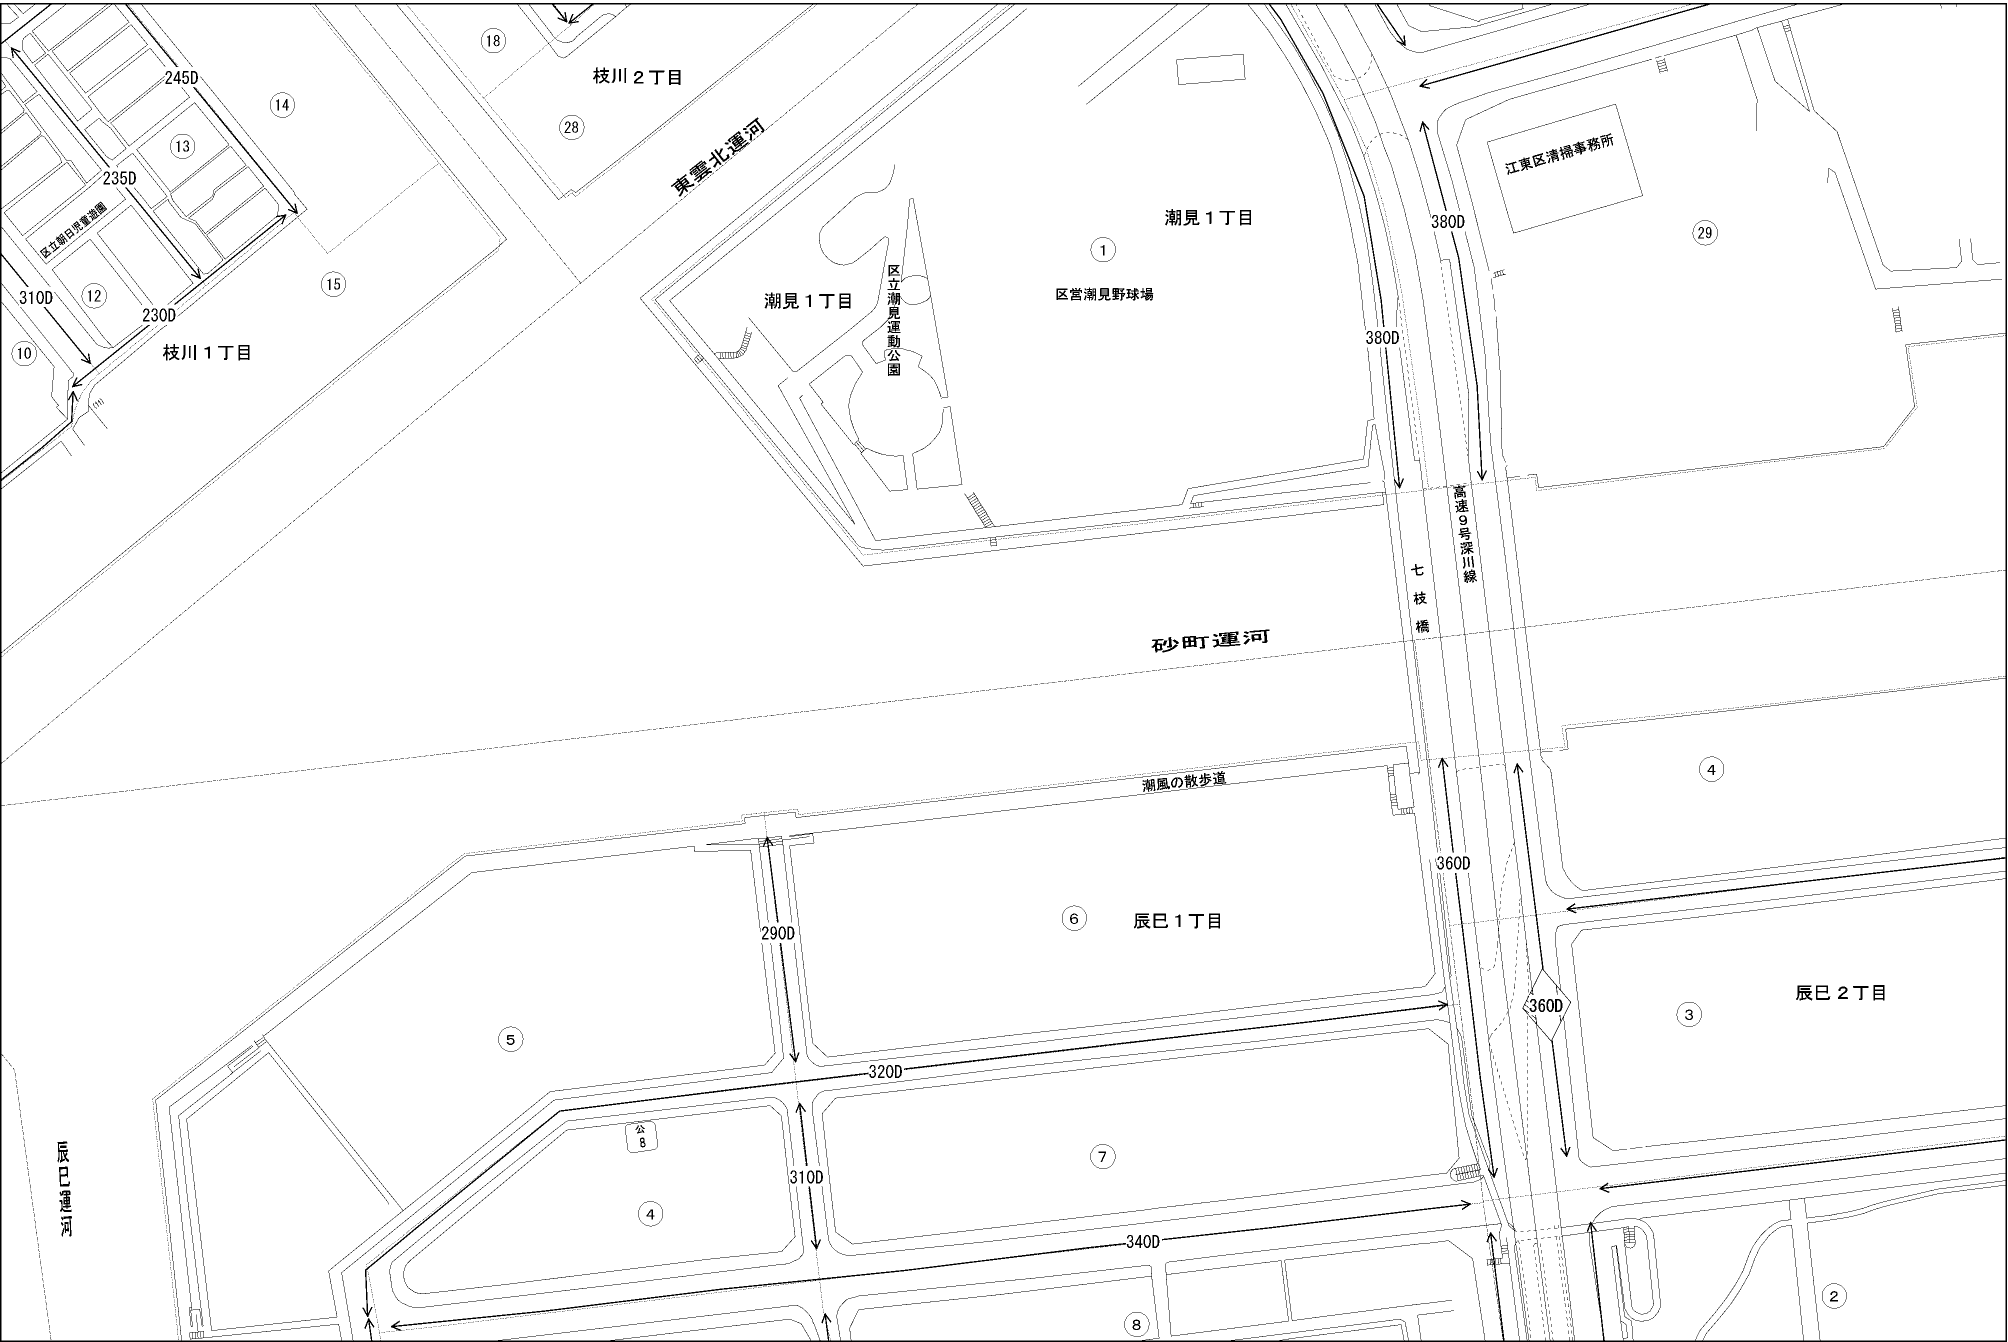 18
枝川２丁目
245D
14
28
13
東雲北運河
江東区清掃事務所
235D
区立朝日児童遊園
潮見１丁目
380D
29
1
15
12
310D
230D
潮見１丁目
区立潮見運動公園
区営潮見野球場
380D
10
枝川１丁目
(11)
高速９号深川線
七枝橋
砂町運河
潮風の散歩道
4
360D
6
辰巳１丁目
290D
辰巳２丁目
360D
3
5
320D
公
8
辰巳運河
7
310D
4
340D
2
8